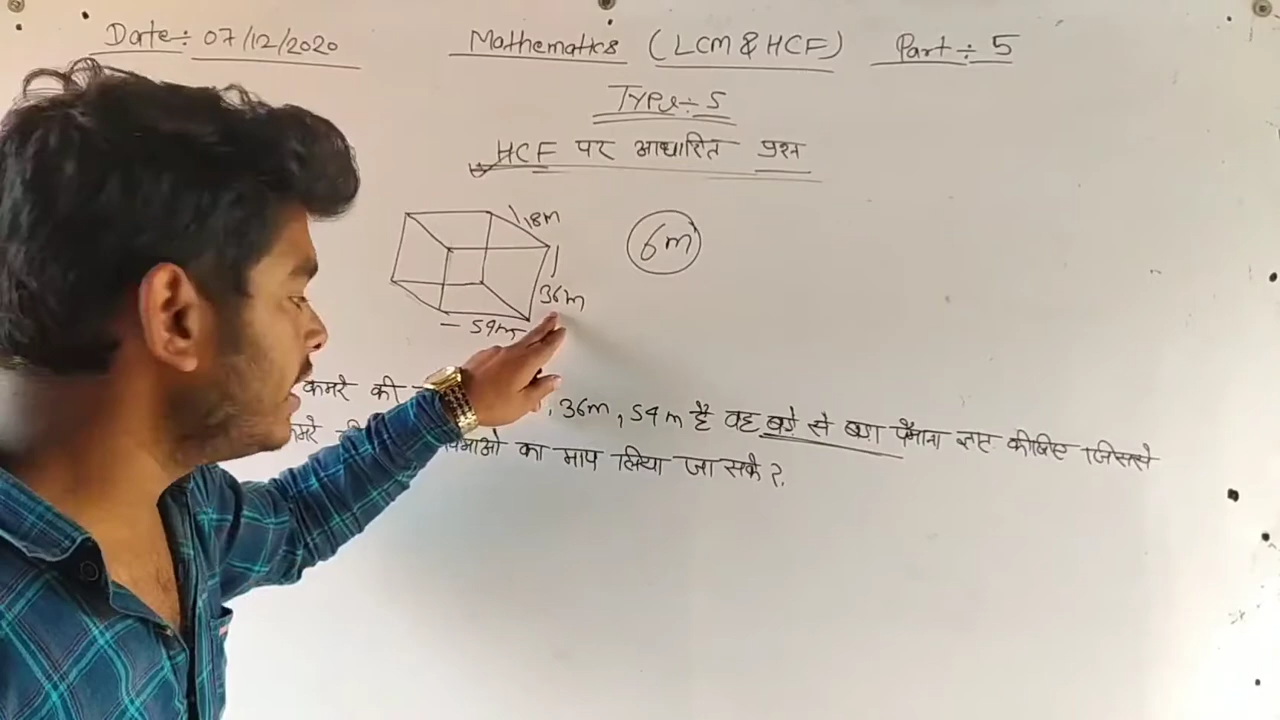 Date:- 07/12/2020 Mathematics (LCM & HCF) Part:- 5
TYPE:- 5
HCF पर आधारित प्रश्न
18m
6m
36m
54m
कमरे की , 36m, 54m है वह बड़े से बड़ा पैमाना ज्ञात कीजिए जिससे
का माप लिया जा सके ?